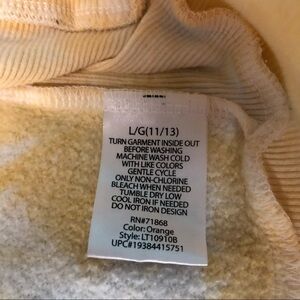 L/G(11/13)
TURN GARMENT INSIDE OUT
BEFORE WASHING
MACHINE WASH COLD
WITH LIKE COLORS
GENTLE CYCLE
ONLY NON-CHLORINE
BLEACH WHEN NEEDED
TUMBLE DRY LOW
COOL IRON IF NEEDED
DO NOT IRON DESIGN
RN#71868
Color: Orange
Style: LT10910B
UPC#19384415751